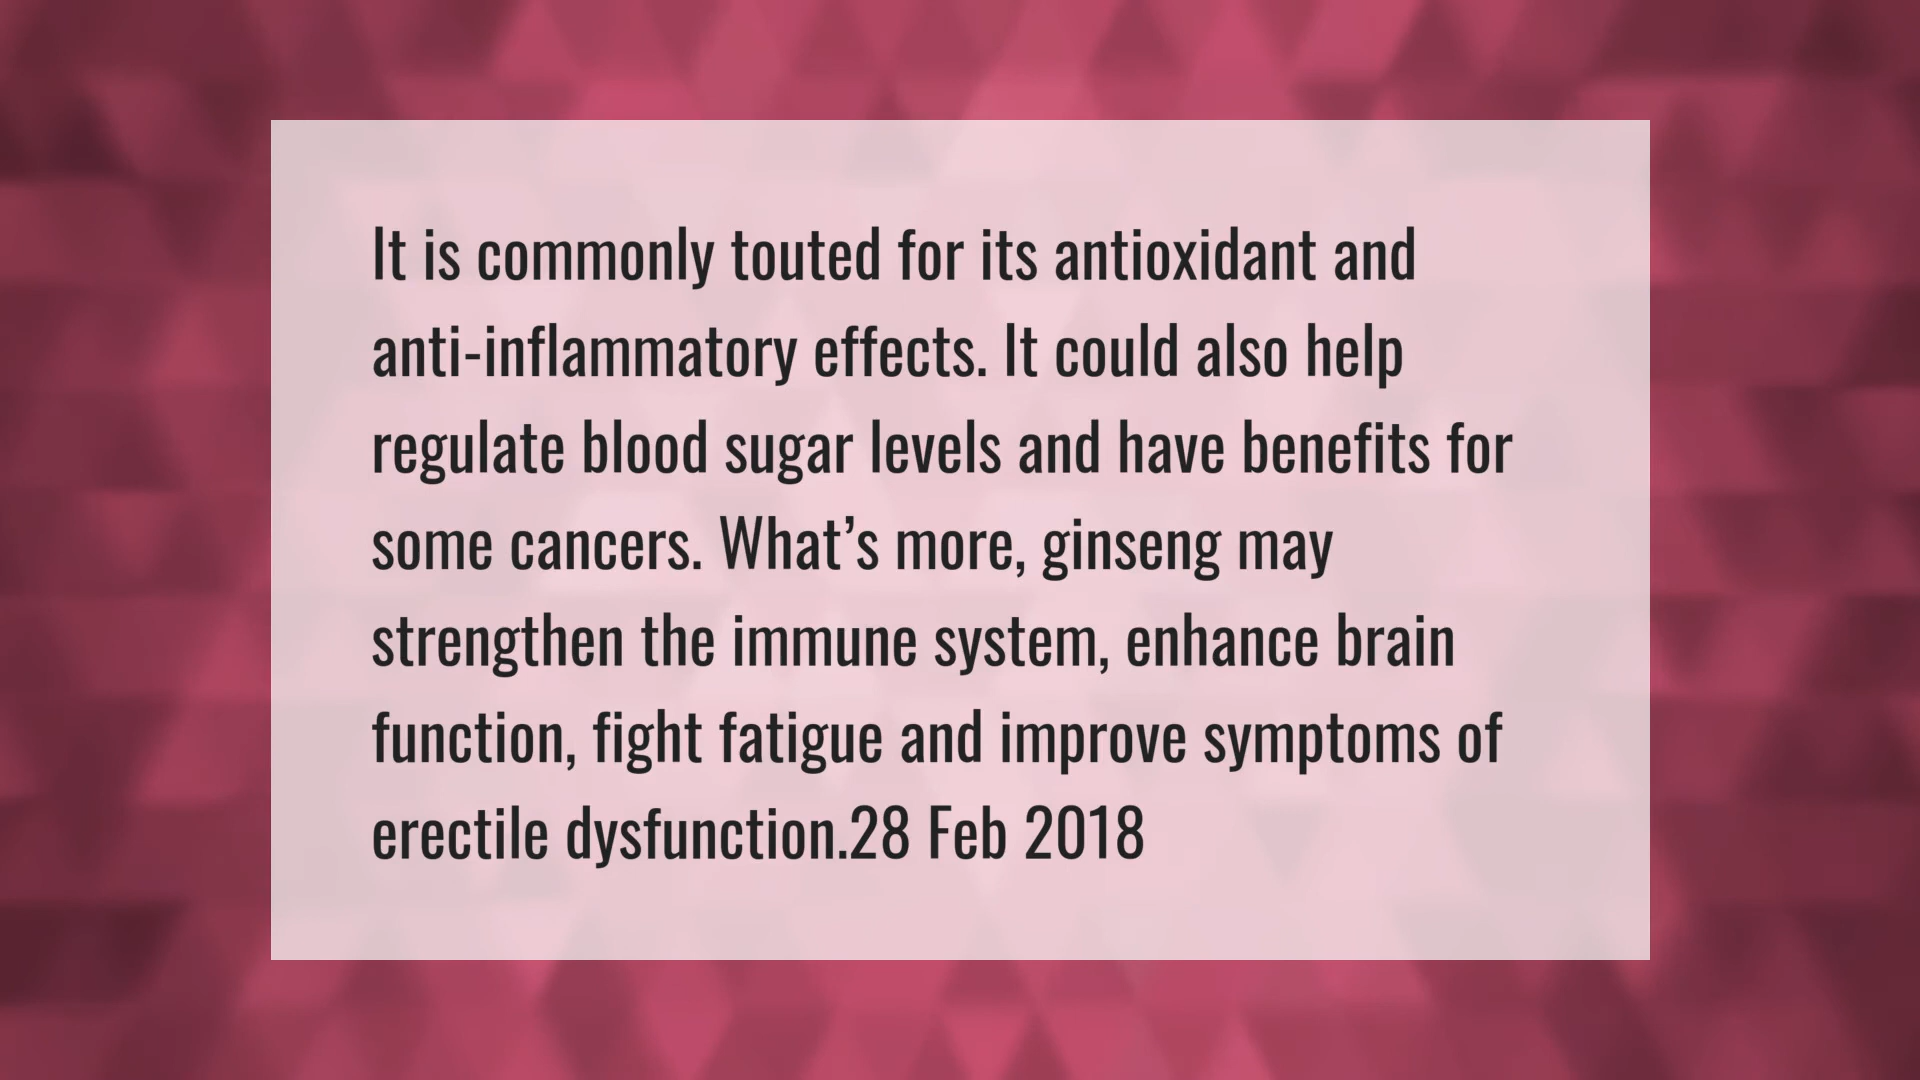 It is commonly touted for its antioxidant and
anti-inflammatory effects. It could also help
regulate blood sugar levels and have benefits for
some cancers. What’s more, ginseng may
strengthen the immune system, enhance brain
function, fight fatigue and improve symptoms of
erectile dysfunction.28 Feb 2018